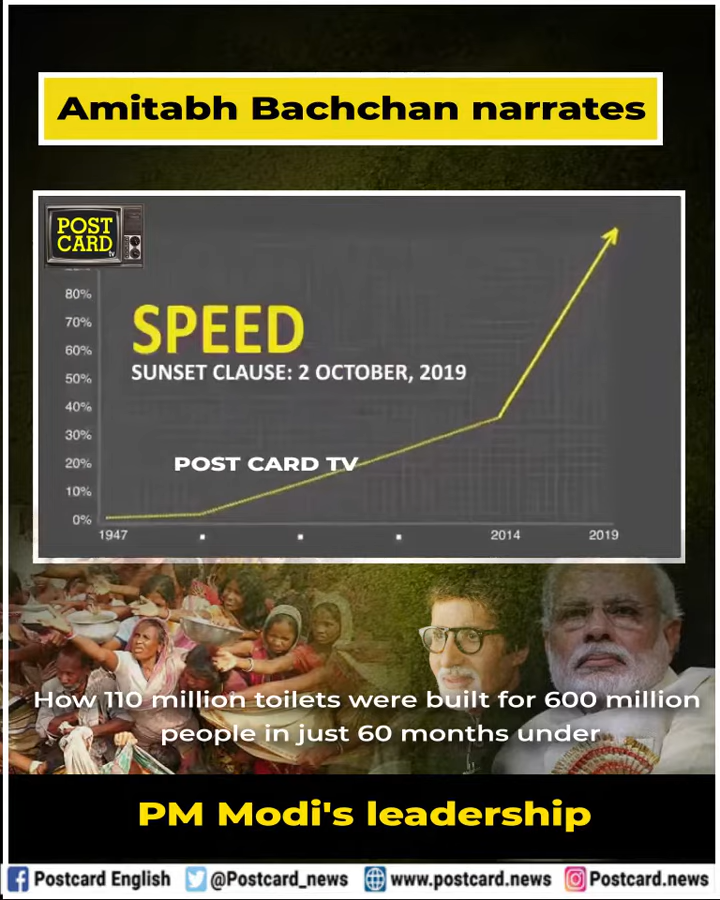 Amitabh Bachchan narrates
POST
CARD
tv
80%
70%
60%
50%
40%
30%
20%
10%
0%
SPEED
SUNSET CLAUSE: 2 OCTOBER, 2019
POST CARD TV
1947
2014
2019
How 110 million toilets were built for 600 million
people in just 60 months under
PM Modi's leadership
Postcard English @Postcard_news www.postcard.news Postcard.news